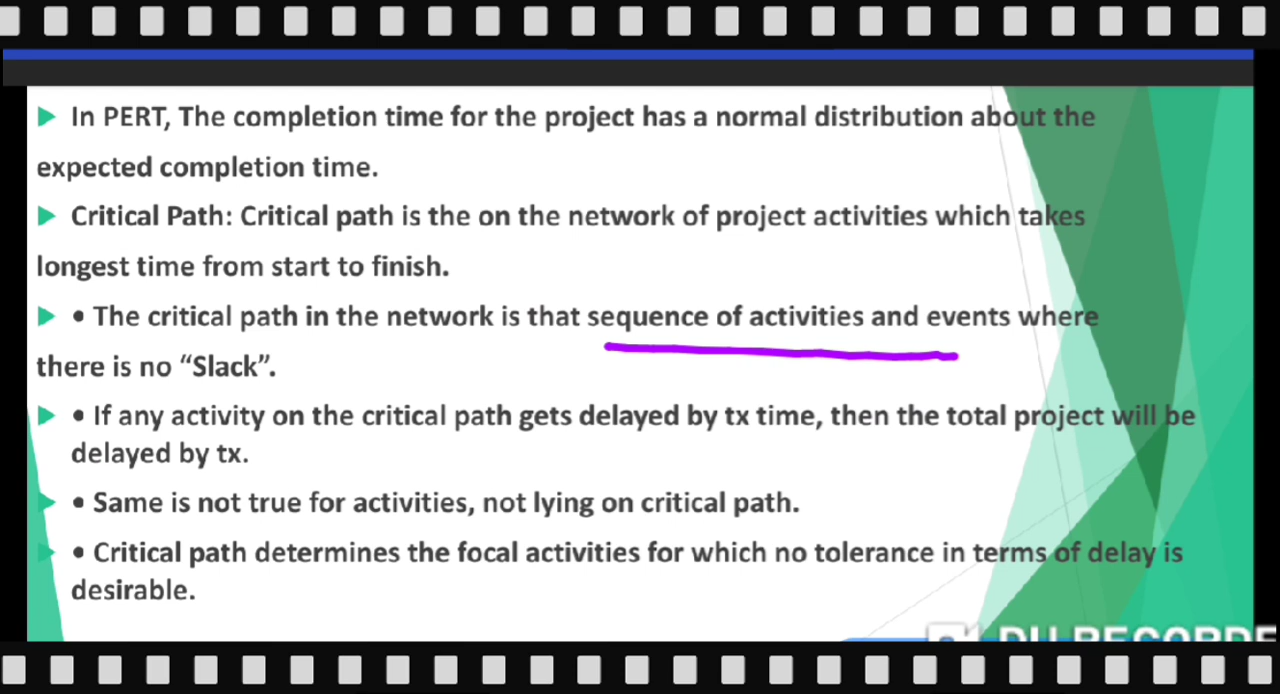 In PERT, The completion time for the project has a normal distribution about the
expected completion time.
Critical Path: Critical path is the on the network of project activities which takes
longest time from start to finish.
• The critical path in the network is that sequence of activities and events where
there is no “Slack”.
• If any activity on the critical path gets delayed by tx time, then the total project will be
delayed by tx.
• Same is not true for activities, not lying on critical path.
• Critical path determines the focal activities for which no tolerance in terms of delay is
desirable.